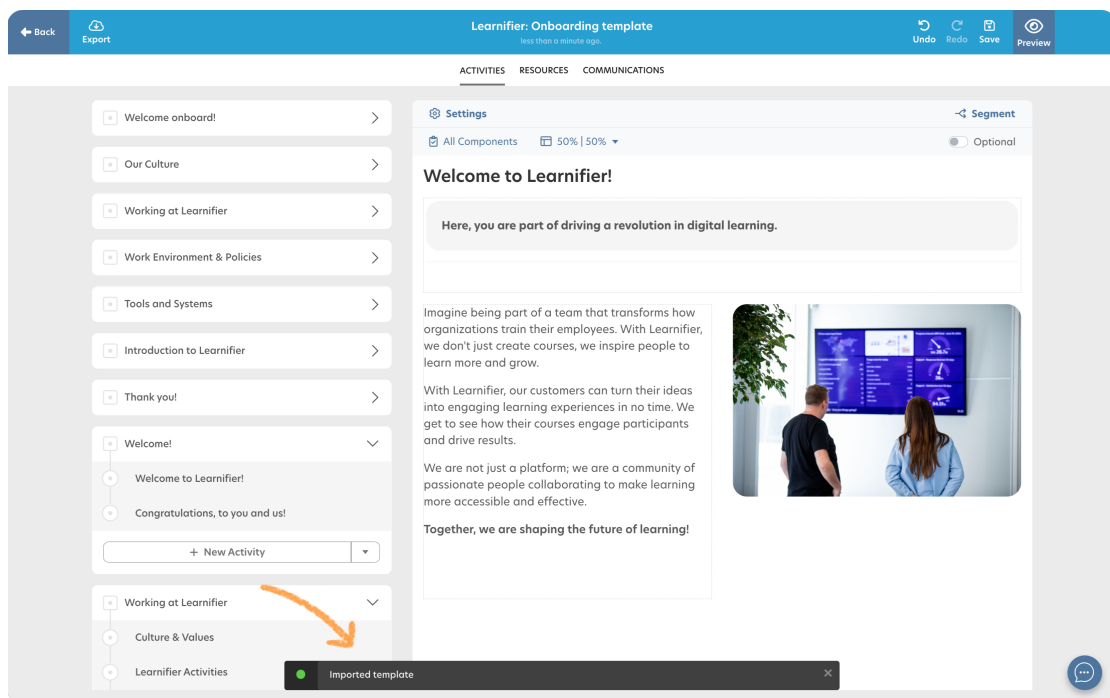 Back
Export
Learnifier: Onboarding template
less than a minute ago.
Undo
Redo
Save
Preview
ACTIVITIES
RESOURCES
COMMUNICATIONS
Welcome onboard!
Our Culture
Working at Learnifier
Work Environment & Policies
Tools and Systems
Introduction to Learnifier
Thank you!
Welcome!
Welcome to Learnifier!
Congratulations, to you and us!
+ New Activity
Working at Learnifier
Culture & Values
Learnifier Activities
Settings
Segment
All Components
50% | 50%
Optional
Welcome to Learnifier!
Here, you are part of driving a revolution in digital learning.
Imagine being part of a team that transforms how
organizations train their employees. With Learnifier,
we don't just create courses, we inspire people to
learn more and grow.
With Learnifier, our customers can turn their ideas
into engaging learning experiences in no time. We
get to see how their courses engage participants
and drive results.
We are not just a platform; we are a community of
passionate people collaborating to make learning
more accessible and effective.
Together, we are shaping the future of learning!
Imported template